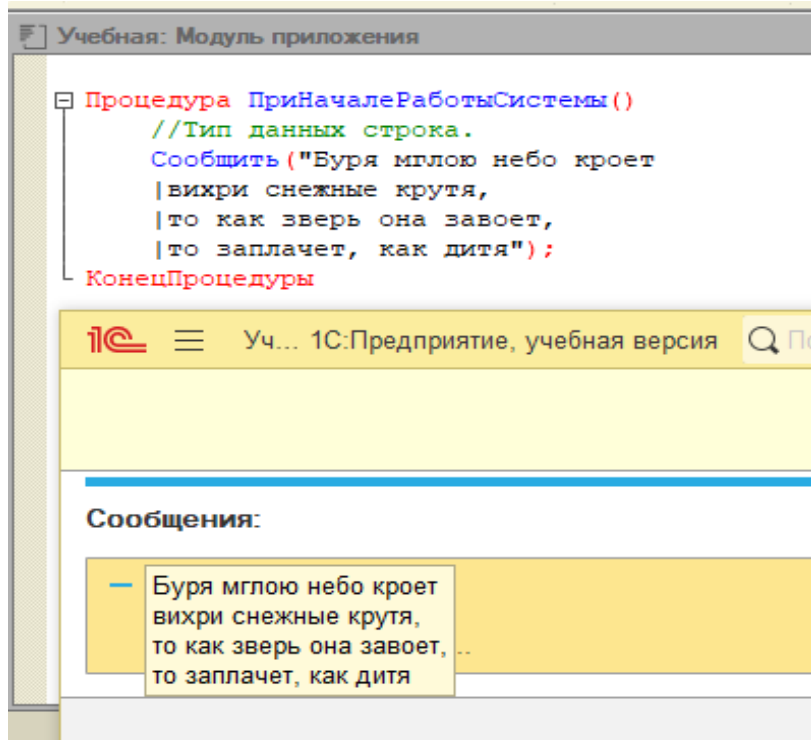 Учебная: Модуль приложения
Процедура ПриНачалеРаботыСистемы()
//Тип данных строка.
Сообщить("Буря мглою небо кроет
|вихри снежные крутя,
|то как зверь она завоет,
|то заплачет, как дитя");
КонецПроцедуры
1С Уч... 1С:Предприятие, учебная версия
Сообщения:
Буря мглою небо кроет
вихри снежные крутя,
то как зверь она завоет, ..
то заплачет, как дитя